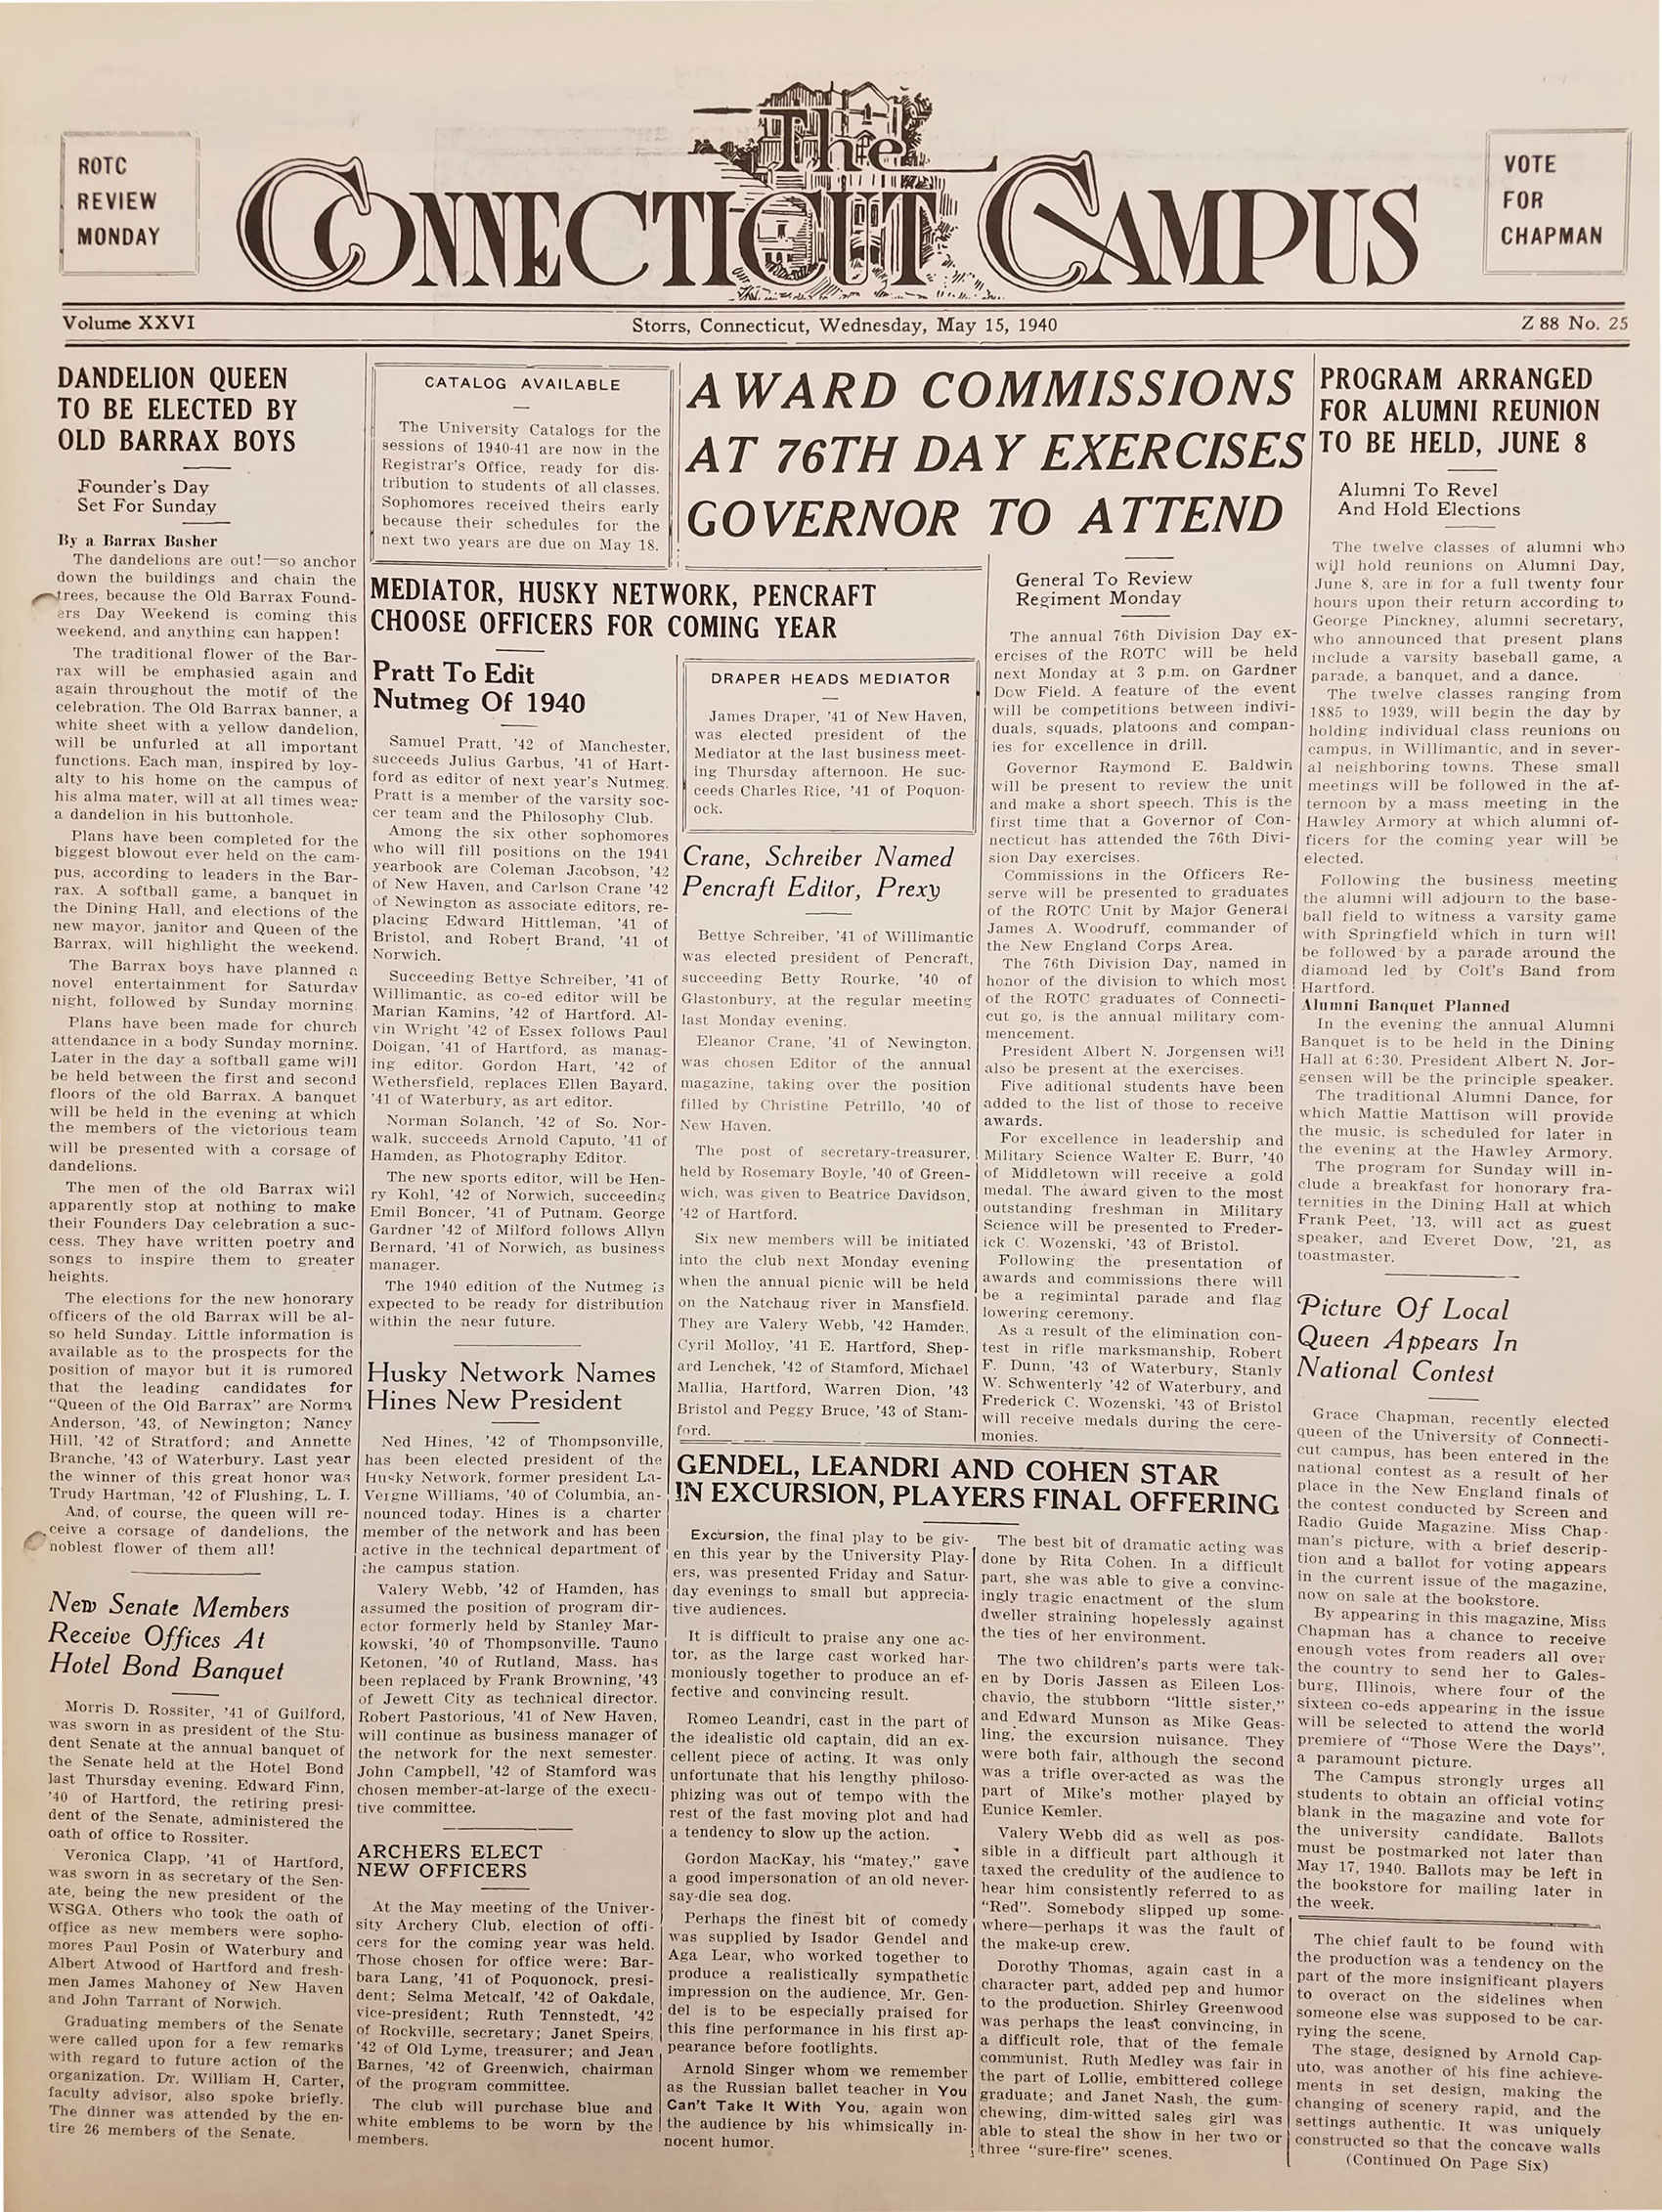 ROTC
REVIEW
MONDAY
The
CONNECTICUT CAMPUS
VOTE
FOR
CHAPMAN
Volume XXVI
Storrs, Connecticut, Wednesday, May 15, 1940
Z 88 No. 25
DANDELION QUEEN
TO BE ELECTED BY
OLD BARRAX BOYS
Founder's Day
Set For Sunday
By a Barrax Basher
The dandelions are out!—so anchor
down the buildings and chain the
trees, because the Old Barrax Found-
ers Day Weekend is coming this
weekend, and anything can happen!
The traditional flower of the Bar-
rax will be emphasied again and
again throughout the motif of the
celebration. The Old Barrax banner, a
white sheet with a yellow dandelion,
will be unfurled at all important
functions. Each man, inspired by loy-
alty to his home on the campus of
his alma mater, will at all times wear
a dandelion in his buttonhole.
Plans have been completed for the
biggest blowout ever held on the cam-
pus, according to leaders in the Bar-
rax. A softball game, a banquet in
the Dining Hall, and elections of the
new mayor, janitor and Queen of the
Barrax, will highlight the weekend.
The Barrax boys have planned a
novel entertainment for Saturday
night, followed by Sunday morning.
Plans have been made for church
attendance in a body Sunday morning.
Later in the day a softball game will
be held between the first and second
floors of the old Barrax. A banquet
will be held in the evening at which
the members of the victorious team
will be presented with a corsage of
dandelions.
The men of the old Barrax will
apparently stop at nothing to make
their Founders Day celebration a suc-
cess. They have written poetry and
songs to inspire them to greater
heights.
The elections for the new honorary
officers of the old Barrax will be al-
so held Sunday. Little information is
available as to the prospects for the
position of mayor but it is rumored
that the leading candidates for
"Queen of the Old Barrax" are Norma
Anderson, '43, of Newington; Nancy
Hill, '42 of Stratford; and Annette
Branche, '43 of Waterbury. Last year
the winner of this great honor was
Trudy Hartman, '42 of Flushing, L. I.
And, of course, the queen will re-
ceive a corsage of dandelions, the
noblest flower of them all!
New Senate Members
Receive Offices At
Hotel Bond Banquet
Morris D. Rossiter, '41 of Guilford,
was sworn in as president of the Stu-
dent Senate at the annual banquet of
the Senate held at the Hotel Bond
last Thursday evening. Edward Finn,
'40 of Hartford, the retiring presi-
dent of the Senate, administered the
oath of office to Rossiter.
Veronica Clapp, '41 of Hartford,
was sworn in as secretary of the Sen-
ate, being the new president of the
WSGA. Others who took the oath of
office as new members were sopho-
mores Paul Posin of Waterbury and
Albert Atwood of Hartford and fresh-
men James Mahoney of New Haven
and John Tarrant of Norwich.
Graduating members of the Senate
were called upon for a few remarks
with regard to future action of the
organization. Dr. William H. Carter,
faculty advisor, also spoke briefly.
The dinner was attended by the en-
tire 26 members of the Senate.
CATALOG AVAILABLE
The University Catalogs for the
sessions of 1940-41 are now in the
Registrar's Office, ready for dis-
tribution to students of all classes.
Sophomores received theirs early
because their schedules for the
next two years are due on May 18.
MEDIATOR, HUSKY NETWORK, PENCRAFT
CHOOSE OFFICERS FOR COMING YEAR
Pratt To Edit
Nutmeg Of 1940
Samuel Pratt, '42 of Manchester,
succeeds Julius Garbus, '41 of Hart-
ford as editor of next year's Nutmeg.
Pratt is a member of the varsity soc-
cer team and the Philosophy Club.
Among the six other sophomores
who will fill positions on the 1941
yearbook are Coleman Jacobson, '42
of New Haven, and Carlson Crane '42
of Newington as associate editors, re-
placing Edward Hittleman, '41 of
Bristol, and Robert Brand, '41 of
Norwich.
Succeeding Bettye Schreiber, '41 of
Willimantic, as co-ed editor will be
Marian Kamins, '42 of Hartford. Al-
vin Wright '42 of Essex follows Paul
Doigan, '41 of Hartford, as manag-
ing editor. Gordon Hart, '42 of
Wethersfield, replaces Ellen Bayard,
'41 of Waterbury, as art editor.
Norman Solanch, '42 of So. Nor-
walk, succeeds Arnold Caputo, '41 of
Hamden, as Photography Editor.
The new sports editor, will be Hen-
ry Kohl, '42 of Norwich, succeeding
Emil Boncer, '41 of Putnam. George
Gardner '42 of Milford follows Allyn
Bernard, '41 of Norwich, as business
manager.
The 1940 edition of the Nutmeg is
expected to be ready for distribution
within the near future.
Husky Network Names
Hines New President
Ned Hines, '42 of Thompsonville,
has been elected president of the
Husky Network, former president La-
Vergne Williams, '40 of Columbia, an-
nounced today. Hines is a charter
member of the network and has been
active in the technical department of
the campus station.
Valery Webb, '42 of Hamden, has
assumed the position of program dir-
ector formerly held by Stanley Mar-
kowski, '40 of Thompsonville. Tauno
Ketonen, '40 of Rutland, Mass. has
been replaced by Frank Browning, '43
of Jewett City as technical director.
Robert Pastorious, '41 of New Haven,
will continue as business manager of
the network for the next semester.
John Campbell, '42 of Stamford was
chosen member-at-large of the execu-
tive committee.
ARCHERS ELECT
NEW OFFICERS
At the May meeting of the Univer-
sity Archery Club, election of offi-
cers for the coming year was held.
Those chosen for office were: Bar-
bara Lang, '41 of Poquonock, presi-
dent; Selma Metcalf, '42 of Oakdale,
vice-president; Ruth Tennstedt, '42
of Rockville, secretary; Janet Speirs,
'42 of Old Lyme, treasurer; and Jean
Barnes, '42 of Greenwich, chairman
of the program committee.
The club will purchase blue and
white emblems to be worn by the
members.
DRAPER HEADS MEDIATOR
James Draper, '41 of New Haven,
was elected president of the
Mediator at the last business meet-
ing Thursday afternoon. He suc-
ceeds Charles Rice, '41 of Poquon-
ock.
Crane, Schreiber Named
Pencraft Editor, Prexy
Bettye Schreiber, '41 of Willimantic
was elected president of Pencraft,
succeeding Betty Rourke, '40 of
Glastonbury, at the regular meeting
last Monday evening.
Eleanor Crane, '41 of Newington,
was chosen Editor of the annual
magazine, taking over the position
filled by Christine Petrillo, '40 of
New Haven.
The post of secretary-treasurer,
held by Rosemary Boyle, '40 of Green-
wich, was given to Beatrice Davidson,
'42 of Hartford.
Six new members will be initiated
into the club next Monday evening
when the annual picnic will be held
on the Natchaug river in Mansfield.
They are Valery Webb, '42 Hamden,
Cyril Molloy, '41 E. Hartford, Shep-
ard Lenchek, '42 of Stamford, Michael
Mallia, Hartford, Warren Dion, '43
Bristol and Peggy Bruce, '43 of Stam-
ford.
AWARD COMMISSIONS
AT 76TH DAY EXERCISES
GOVERNOR TO ATTEND
General To Review
Regiment Monday
The annual 76th Division Day ex-
ercises of the ROTC will be held
next Monday at 3 p.m. on Gardner
Dow Field. A feature of the event
will be competitions between indivi-
duals, squads, platoons and compan-
ies for excellence in drill.
Governor Raymond E. Baldwin
will be present to review the unit
and make a short speech. This is the
first time that a Governor of Con-
necticut has attended the 76th Divi-
sion Day exercises.
Commissions in the Officers Re-
serve will be presented to graduates
of the ROTC Unit by Major General
James A. Woodruff, commander of
the New England Corps Area.
The 76th Division Day, named in
honor of the division to which most
of the ROTC graduates of Connecti-
cut go, is the annual military com-
mencement.
President Albert N. Jorgensen will
also be present at the exercises.
Five aditional students have been
added to the list of those to receive
awards.
For excellence in leadership and
Military Science Walter E. Burr, '40
of Middletown will receive a gold
medal. The award given to the most
outstanding freshman in Military
Science will be presented to Freder-
ick C. Wozenski, '43 of Bristol.
Following the presentation of
awards and commissions there will
be a regimintal parade and flag
lowering ceremony.
As a result of the elimination con-
test in rifle marksmanship, Robert
F. Dunn, '43 of Waterbury, Stanly
W. Schwenterly '42 of Waterbury, and
Frederick C. Wozenski, '43 of Bristol
will receive medals during the cere-
monies.
GENDEL, LEANDRI AND COHEN STAR
IN EXCURSION, PLAYERS FINAL OFFERING
Excursion, the final play to be giv-
en this year by the University Play-
ers, was presented Friday and Satur-
day evenings to small but apprecia-
tive audiences.
It is difficult to praise any one ac-
tor, as the large cast worked har-
moniously together to produce an ef-
fective and convincing result.
Romeo Leandri, cast in the part of
the idealistic old captain, did an ex-
cellent piece of acting. It was only
unfortunate that his lengthy philoso-
phizing was out of tempo with the
rest of the fast moving plot and had
a tendency to slow up the action.
Gordon MacKay, his "matey," gave
a good impersonation of an old never-
say-die sea dog.
Perhaps the finest bit of comedy
was supplied by Isador Gendel and
Aga Lear, who worked together to
produce a realistically sympathetic
impression on the audience. Mr. Gen-
del is to be especially praised for
this fine performance in his first ap-
pearance before footlights.
Arnold Singer whom we remember
as the Russian ballet teacher in You
Can't Take It With You, again won
the audience by his whimsically in-
nocent humor.
The best bit of dramatic acting was
done by Rita Cohen. In a difficult
part, she was able to give a convinc-
ingly tragic enactment of the slum
dweller straining hopelessly against
the ties of her environment.
The two children's parts were tak-
en by Doris Jassen as Eileen Los-
chavio, the stubborn "little sister,"
and Edward Munson as Mike Geas-
ling, the excursion nuisance. They
were both fair, although the second
was a trifle over-acted as was the
part of Mike's mother played by
Eunice Kemler.
Valery Webb did as well as pos-
sible in a difficult part although it
taxed the credulity of the audience to
hear him consistently referred to as
"Red". Somebody slipped up some-
where—perhaps it was the fault of
the make-up crew.
Dorothy Thomas, again cast in a
character part, added pep and humor
to the production. Shirley Greenwood
was perhaps the least convincing, in
a difficult role, that of the female
communist. Ruth Medley was fair in
the part of Lollie, embittered college
graduate; and Janet Nash, the gum-
chewing, dim-witted sales girl was
able to steal the show in her two or
three "sure-fire" scenes.
PROGRAM ARRANGED
FOR ALUMNI REUNION
TO BE HELD, JUNE 8
Alumni To Revel
And Hold Elections
The twelve classes of alumni who
will hold reunions on Alumni Day,
June 8, are in for a full twenty four
hours upon their return according to
George Pinckney, alumni secretary,
who announced that present plans
include a varsity baseball game, a
parade, a banquet, and a dance.
The twelve classes ranging from
1885 to 1939, will begin the day by
holding individual class reunions on
campus, in Willimantic, and in sever-
al neighboring towns. These small
meetings will be followed in the af-
ternoon by a mass meeting in the
Hawley Armory at which alumni of-
ficers for the coming year will be
elected.
Following the business meeting
the alumni will adjourn to the base-
ball field to witness a varsity game
with Springfield which in turn will
be followed by a parade around the
diamond led by Colt's Band from
Hartford.
Alumni Banquet Planned
In the evening the annual Alumni
Banquet is to be held in the Dining
Hall at 6:30. President Albert N. Jor-
gensen will be the principle speaker.
The traditional Alumni Dance, for
which Mattie Mattison will provide
the music, is scheduled for later in
the evening at the Hawley Armory.
The program for Sunday will in-
clude a breakfast for honorary fra-
ternities in the Dining Hall at which
Frank Peet, '13, will act as guest
speaker, and Everet Dow, '21, as
toastmaster.
Picture Of Local
Queen Appears In
National Contest
Grace Chapman, recently elected
queen of the University of Connecti-
cut campus, has been entered in the
national contest as a result of her
place in the New England finals of
the contest conducted by Screen and
Radio Guide Magazine. Miss Chap-
man's picture, with a brief descrip-
tion and a ballot for voting appears
in the current issue of the magazine,
now on sale at the bookstore.
By appearing in this magazine, Miss
Chapman has a chance to receive
enough votes from readers all over
the country to send her to Gales-
burg, Illinois, where four of the
sixteen co-eds appearing in the issue
will be selected to attend the world
premiere of "Those Were the Days",
a paramount picture.
The Campus strongly urges all
students to obtain an official voting
blank in the magazine and vote for
the university candidate. Ballots
must be postmarked not later than
May 17, 1940. Ballots may be left in
the bookstore for mailing later in
the week.
The chief fault to be found with
the production was a tendency on the
part of the more insignificant players
to overact on the sidelines when
someone else was supposed to be car-
rying the scene.
The stage, designed by Arnold Cap-
uto, was another of his fine achieve-
ments in set design, making the
changing of scenery rapid, and the
settings authentic. It was uniquely
constructed so that the concave walls
(Continued On Page Six)